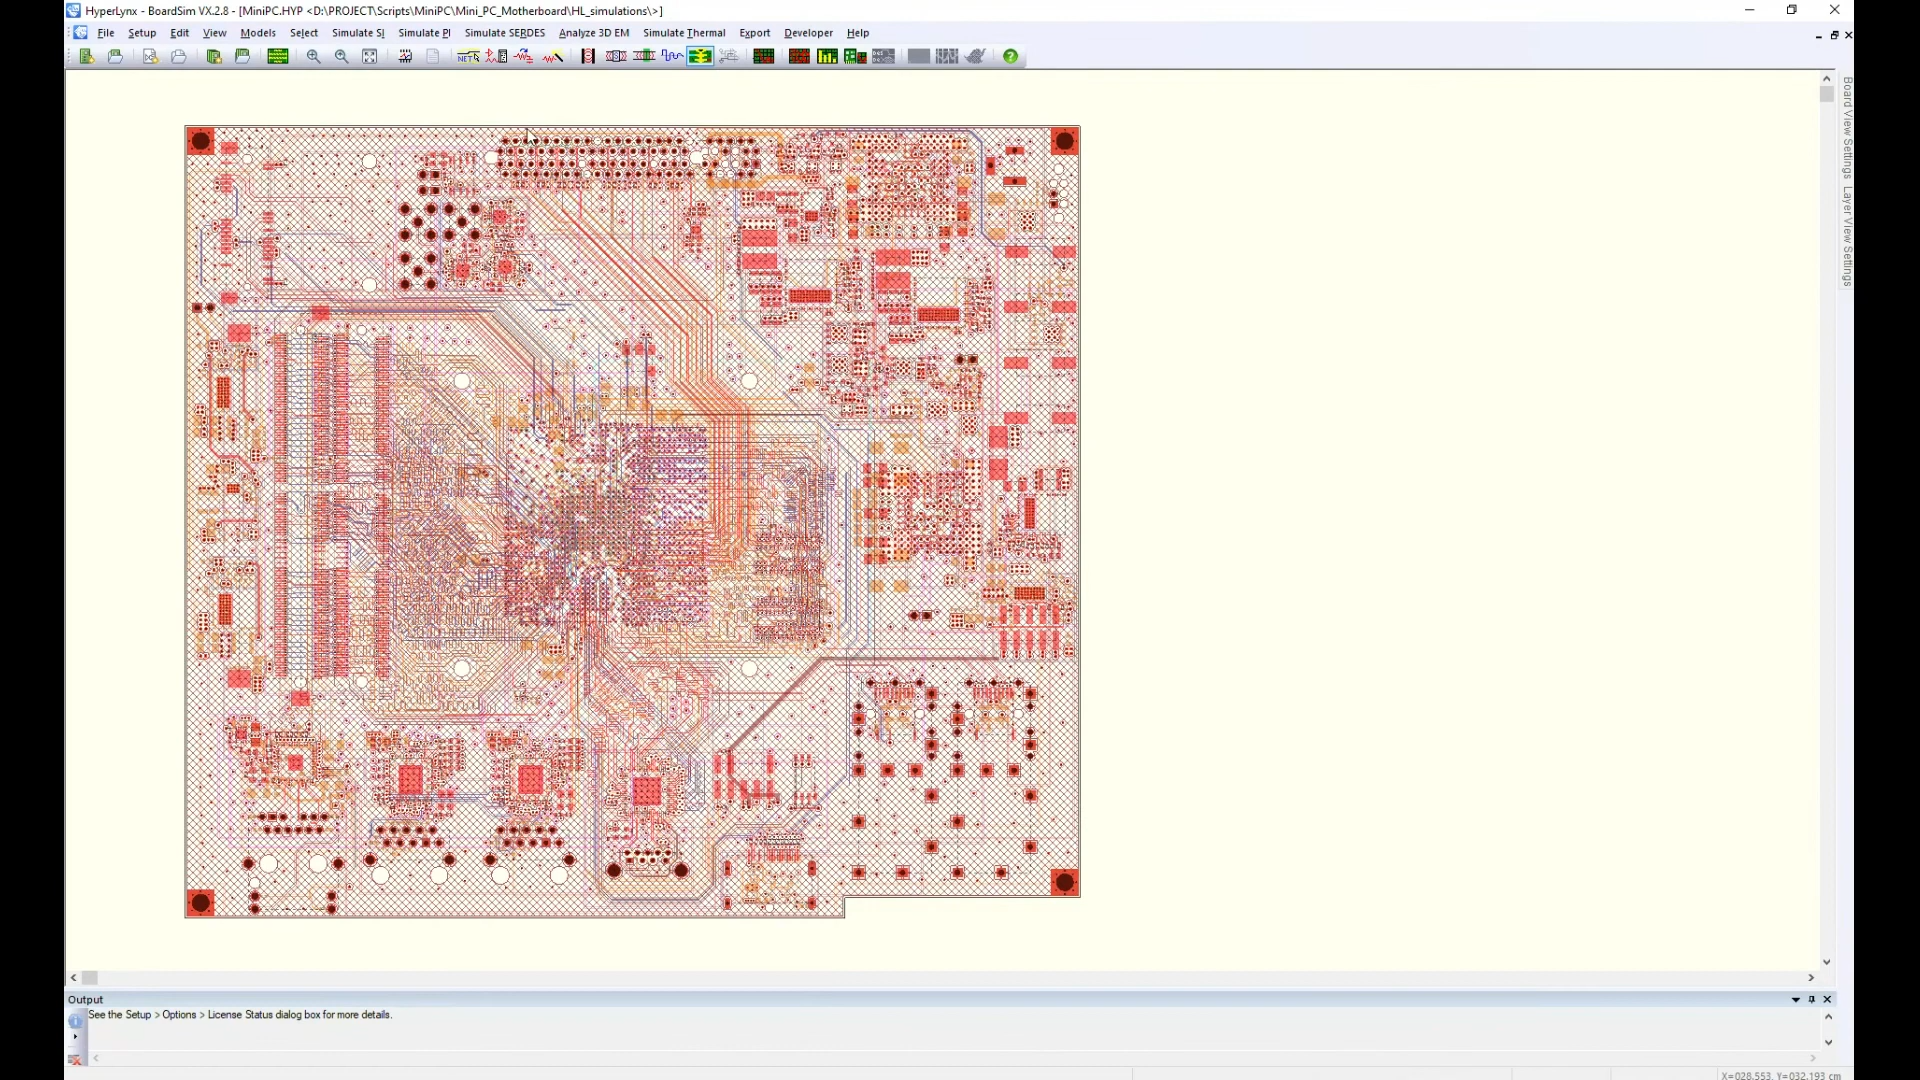 HyperLynx - BoardSim VX.2.8 - [MiniPC.HYP <D:\PROJECT\Scripts\MiniPC\Mini_PC_Motherboard\HL_simulations\>]
File Setup Edit View Models Select Simulate SI Simulate PI Simulate SERDES Analyze 3D EM Simulate Thermal Export Developer Help
NET
Board View Settings
Layer View Settings
Output
See the Setup > Options > License Status dialog box for more details.
X=028.553, Y=032.193 cm